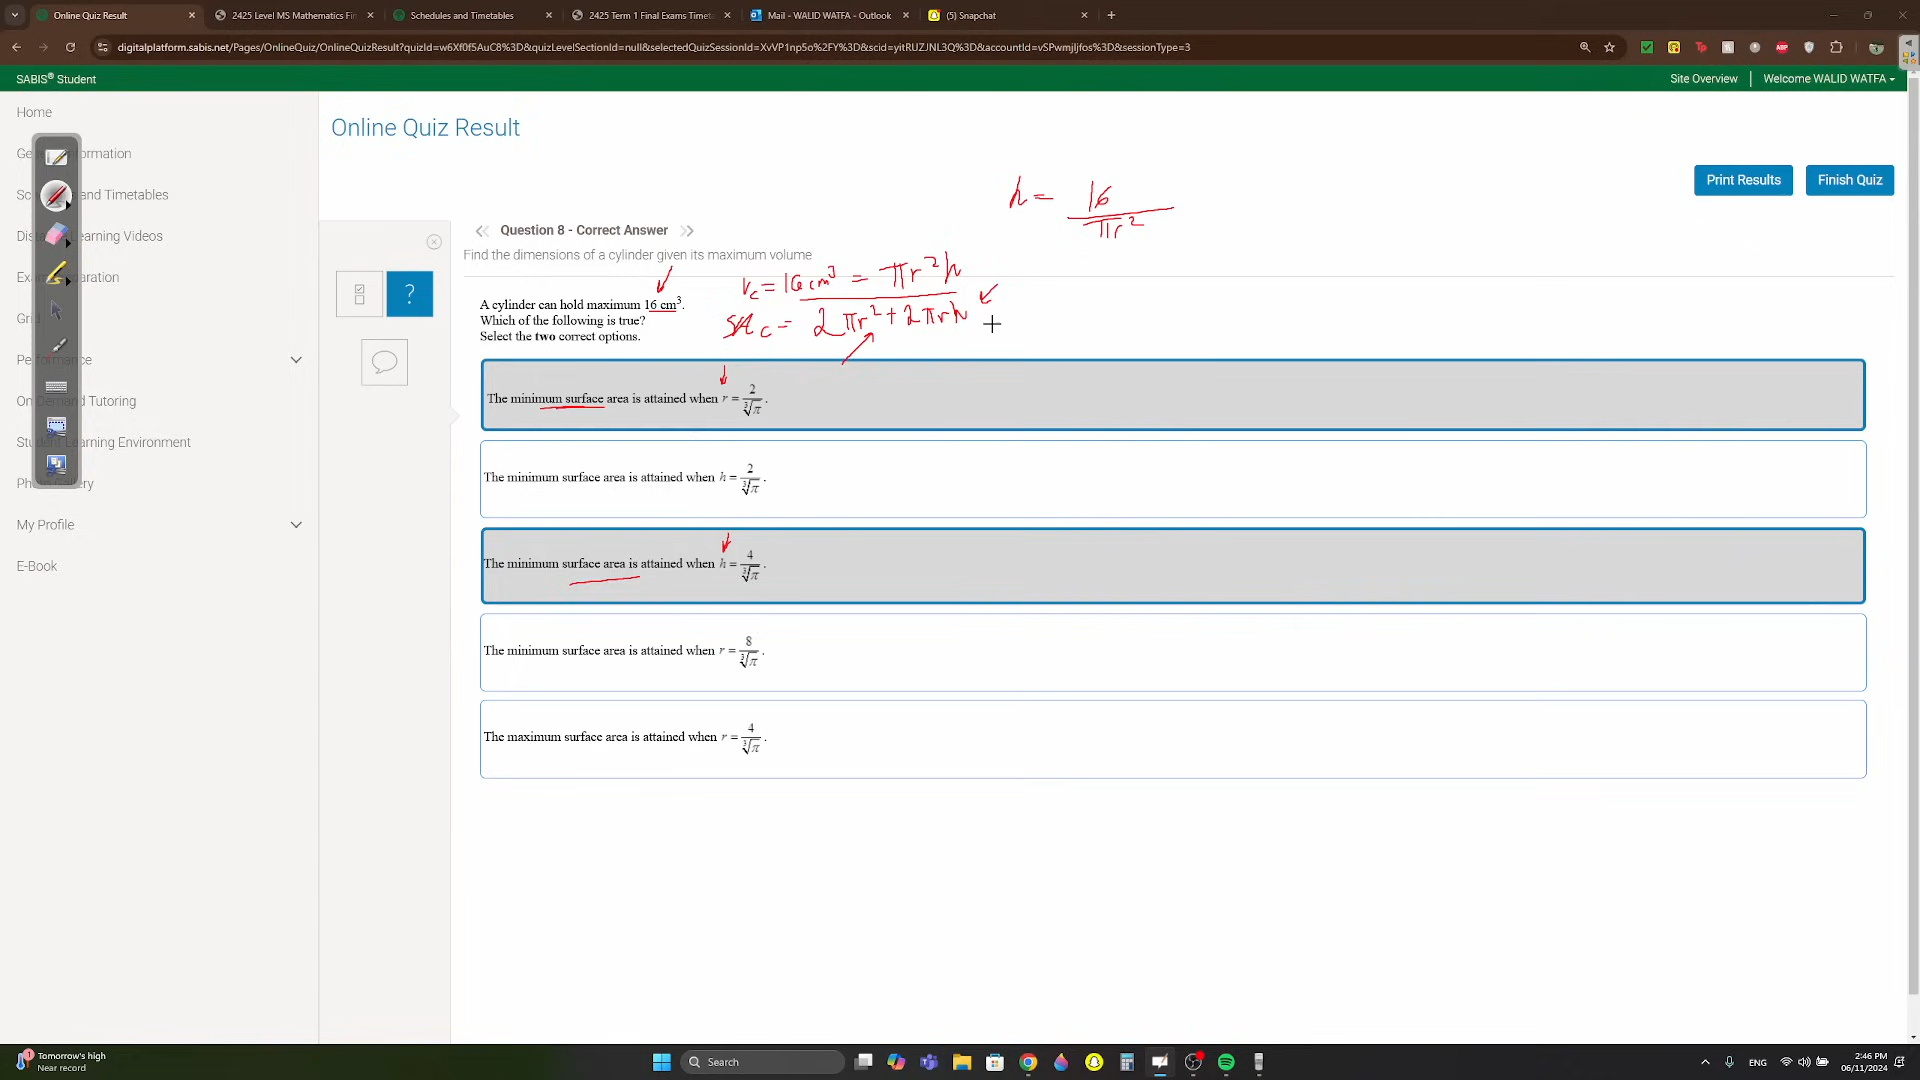 Online Quiz Result
2425 Level MS Mathematics Fin
Schedules and Timetables
2425 Term 1 Final Exams Timeta
Mail - WALID WATFA - Outlook
(5) Snapchat
digitalplatform.sabis.net/Pages/OnlineQuiz/OnlineQuizResult?quizId=w6Xf0f5AuC8%3D&quizLevelSectionId=null&selectedQuizSessionId=XvVP1np5o%2FY%3D&scid=yitRUZJNL3Q%3D&accountId=vSPwmjljfos%3D&sessionType=3
SABIS® Student
Site Overview
Welcome WALID WATFA
Home
and Timetables
Learning Videos
Performance
On Demand Tutoring
Student Learning Environment
My Profile
E-Book
Online Quiz Result
Print Results
Finish Quiz
h = 16 / πr²
Question 8 - Correct Answer
Find the dimensions of a cylinder given its maximum volume
Vc = 16 cm³ = πr²h
SAc = 2πr² + 2πrh
A cylinder can hold maximum 16 cm³.
Which of the following is true?
Select the two correct options.
The minimum surface area is attained when r = 2/∛π.
The minimum surface area is attained when h = 2/∛π.
The minimum surface area is attained when h = 4/∛π.
The minimum surface area is attained when r = 8/∛π.
The maximum surface area is attained when r = 4/∛π.
Tomorrow's high
Near record
Search
ENG
2:46 PM
06/11/2024